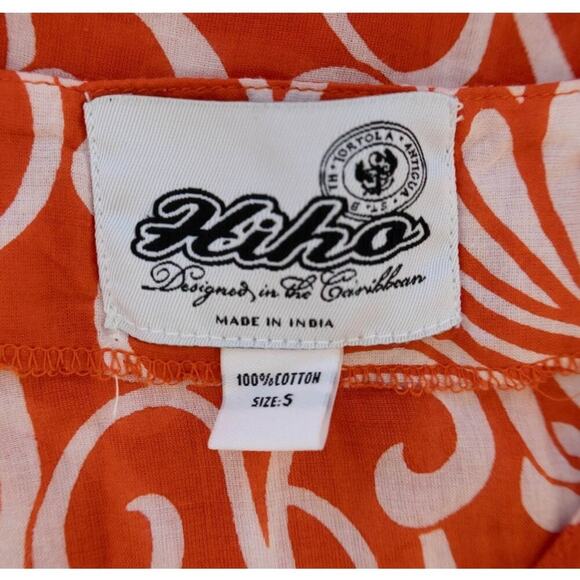 TORTOLA · ANTIGUA · ST. B
Hiho
Designed in the Caribbean
MADE IN INDIA
100% COTTON
SIZE: S